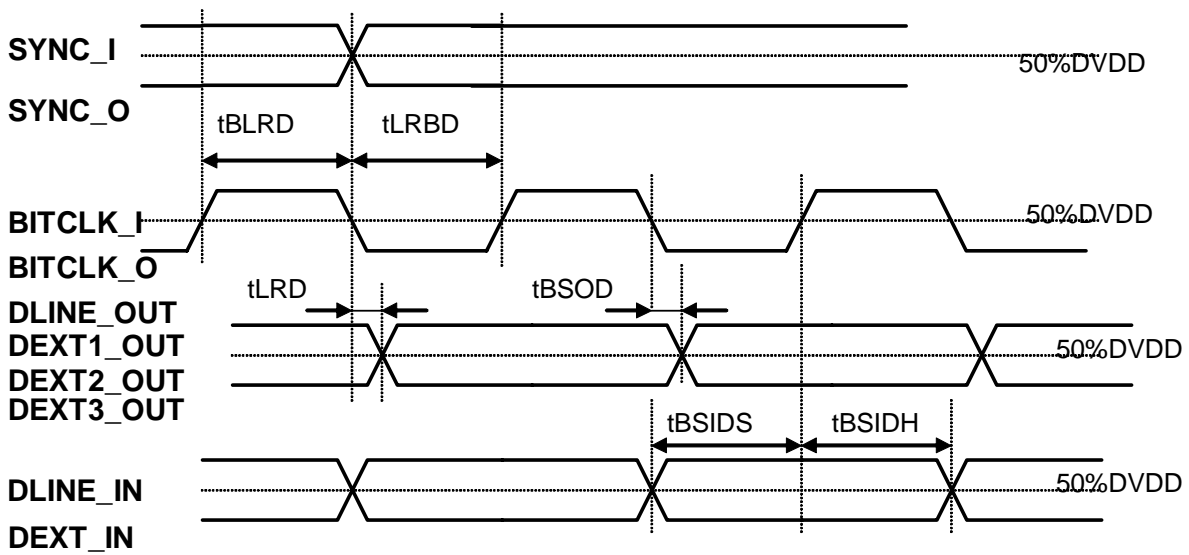 SYNC_I
50%DVDD
SYNC_O
tBLRD tLRBD
BITCLK_I
50%DVDD
BITCLK_O
tLRD tBSOD
DLINE_OUT
DEXT1_OUT
50%DVDD
DEXT2_OUT
DEXT3_OUT
tBSIDS tBSIDH
DLINE_IN
50%DVDD
DEXT_IN